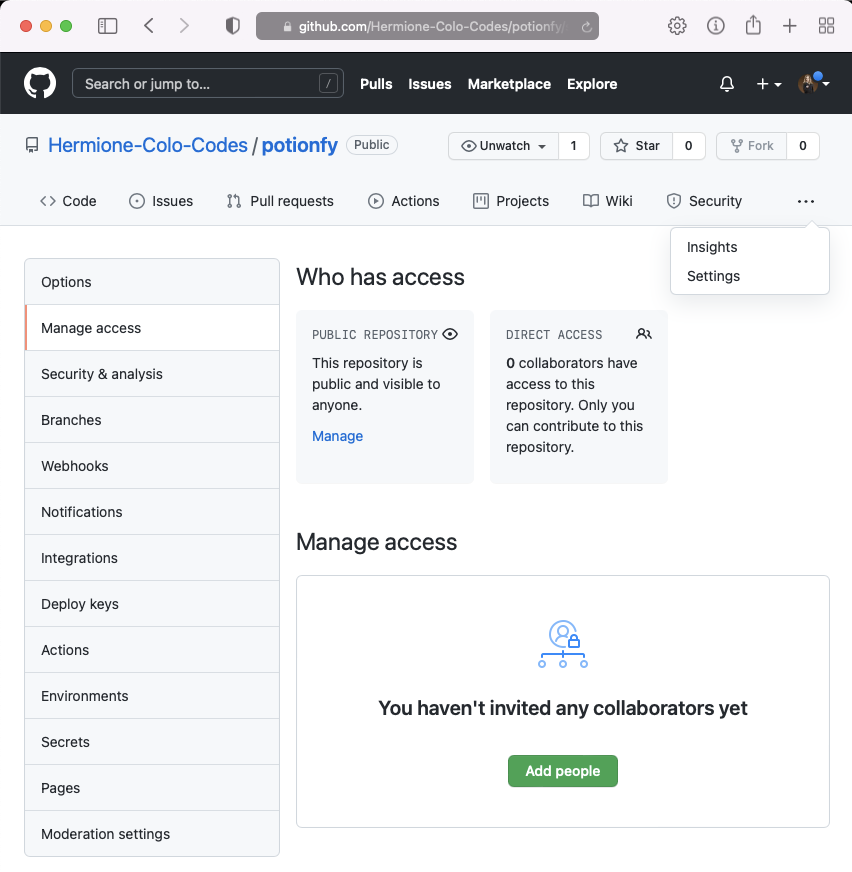 github.com/Hermione-Colo-Codes/potionfy/
Search or jump to... /
Pulls Issues Marketplace Explore
Hermione-Colo-Codes / potionfy Public
Unwatch 1 Star 0 Fork 0
Code Issues Pull requests Actions Projects Wiki Security ...
Insights
Settings
Options
Manage access
Security & analysis
Branches
Webhooks
Notifications
Integrations
Deploy keys
Actions
Environments
Secrets
Pages
Moderation settings
Who has access
PUBLIC REPOSITORY
This repository is
public and visible to
anyone.
Manage
DIRECT ACCESS
0 collaborators have
access to this
repository. Only you
can contribute to this
repository.
Manage access
You haven't invited any collaborators yet
Add people